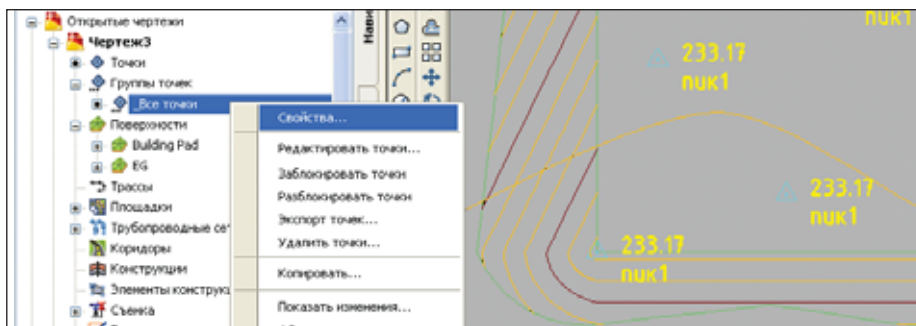 Открытые чертежи
Чертеж3
Точки
Группы точек
_Все точки
Поверхности
Building Pad
EG
Трассы
Площадки
Трубопроводные се
Коридоры
Конструкции
Элементы конструкц
Съемка
Нави
Свойства...
Редактировать точки...
Заблокировать точки
Разблокировать точки
Экспорт точек...
Удалить точки...
Копировать...
Показать изменения...
пик1
233.17
пик1
233.17
пик1
233.17
пик1